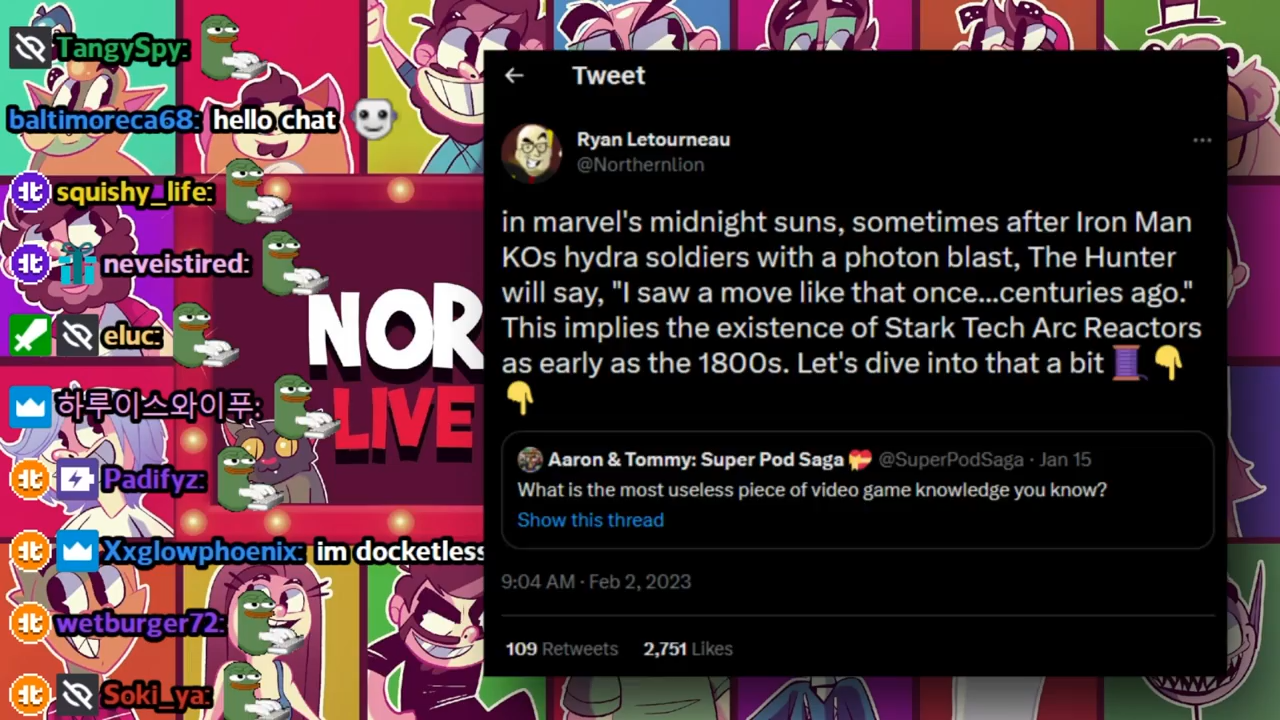 TangySpy:
baltimoreca68: hello chat
squishy_life:
neveistired:
eluc:
하루이스와이푸:
Padifyz:
Xxglowphoenix: im docketless
wetburger72:
Soki_ya:
NOR
LIVE
Tweet
Ryan Letourneau
@Northernlion
in marvel's midnight suns, sometimes after Iron Man
KOs hydra soldiers with a photon blast, The Hunter
will say, "I saw a move like that once...centuries ago."
This implies the existence of Stark Tech Arc Reactors
as early as the 1800s. Let's dive into that a bit 🧵👇
👇
Aaron & Tommy: Super Pod Saga 💝 @SuperPodSaga · Jan 15
What is the most useless piece of video game knowledge you know?
Show this thread
9:04 AM · Feb 2, 2023
109 Retweets 2,751 Likes